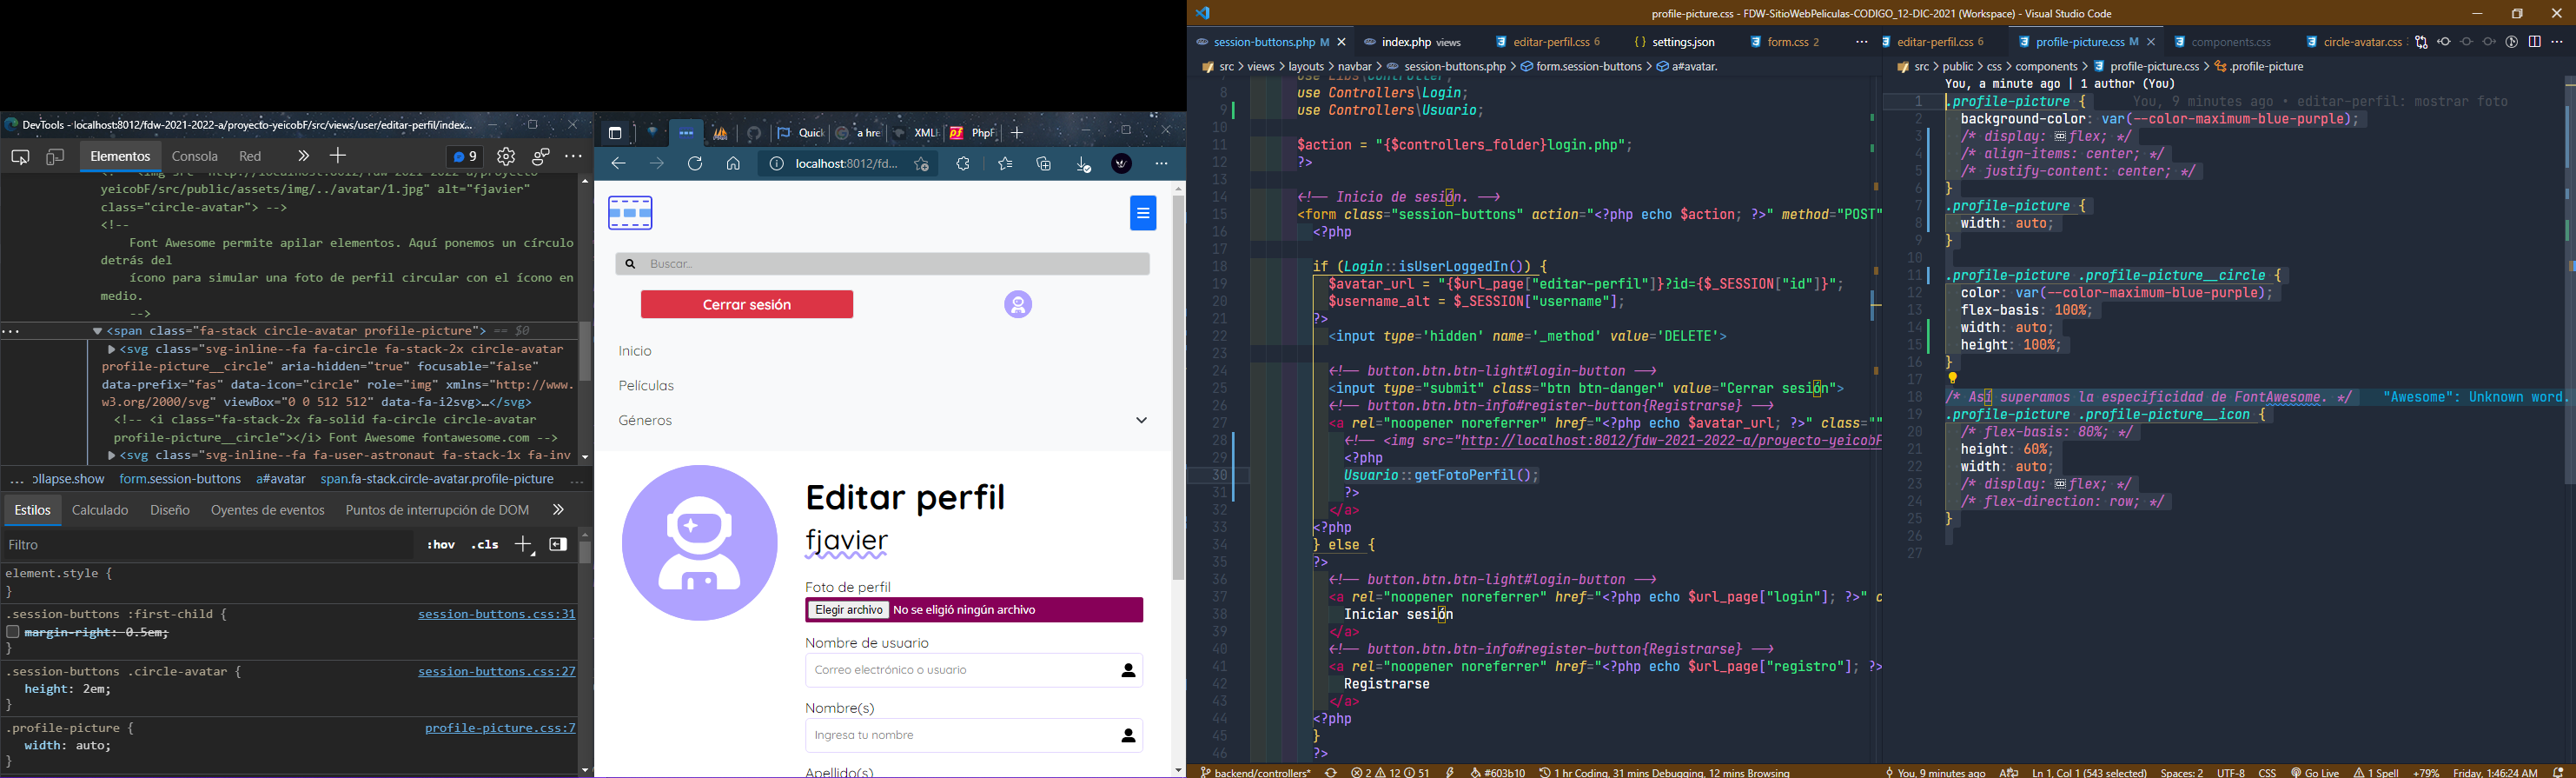 DevTools - localhost:8012/fdw-2021-2022-a/proyecto-yeicobF/src/views/user/editar-perfil/index...
Elementos
Consola
Red
9
yeicobF/src/public/assets/img/../avatar/1.jpg" alt="fjavier"
class="circle-avatar"> -->
<!--
Font Awesome permite apilar elementos. Aquí ponemos un círculo
detrás del
ícono para simular una foto de perfil circular con el ícono en
medio.
-->
<span class="fa-stack circle-avatar profile-picture"> == $0
<svg class="svg-inline--fa fa-circle fa-stack-2x circle-avatar
profile-picture__circle" aria-hidden="true" focusable="false"
data-prefix="fas" data-icon="circle" role="img" xmlns="http://www.
w3.org/2000/svg" viewBox="0 0 512 512" data-fa-i2svg>…</svg>
<!-- <i class="fa-stack-2x fa-solid fa-circle circle-avatar
profile-picture__circle"></i> Font Awesome fontawesome.com -->
<svg class="svg-inline--fa fa-user-astronaut fa-stack-1x fa-inv
... ollapse.show form.session-buttons a#avatar span.fa-stack.circle-avatar.profile-picture ...
Estilos
Calculado
Diseño
Oyentes de eventos
Puntos de interrupción de DOM
Filtro
:hov .cls
element.style {
}
.session-buttons :first-child {
session-buttons.css:31
margin-right: 0.5em;
}
.session-buttons .circle-avatar {
session-buttons.css:27
height: 2em;
}
.profile-picture {
profile-picture.css:7
width: auto;
}
Quick
a hre
XML
PhpF
localhost:8012/fd...
Buscar...
Cerrar sesión
Inicio
Películas
Géneros
Editar perfil
fjavier
Foto de perfil
Elegir archivo No se eligió ningún archivo
Nombre de usuario
Correo electrónico o usuario
Nombre(s)
Ingresa tu nombre
Apellido(s)
profile-picture.css - FDW-SitioWebPeliculas-CODIGO_12-DIC-2021 (Workspace) - Visual Studio Code
session-buttons.php M
index.php views
editar-perfil.css 6
settings.json
form.css 2
src > views > layouts > navbar > session-buttons.php > form.session-buttons > a#avatar.
7 use Libs\Controller;
8 use Controllers\Login;
9 use Controllers\Usuario;
10
11 $action = "{$controllers_folder}login.php";
12 ?>
13
14 <!-- Inicio de sesión. -->
15 <form class="session-buttons" action="<?php echo $action; ?>" method="POST"
16 <?php
17
18 if (Login::isUserLoggedIn()) {
19 $avatar_url = "{$url_page["editar-perfil"]}?id={$_SESSION["id"]}";
20 $username_alt = $_SESSION["username"];
21 ?>
22 <input type='hidden' name='_method' value='DELETE'>
23
24 <!-- button.btn.btn-light#login-button -->
25 <input type="submit" class="btn btn-danger" value="Cerrar sesión">
26 <!-- button.btn.btn-info#register-button{Registrarse} -->
27 <a rel="noopener noreferrer" href="<?php echo $avatar_url; ?>" class=""
28 <!-- <img src="http://localhost:8012/fdw-2021-2022-a/proyecto-yeicobF
29 <?php
30 Usuario::getFotoPerfil();
31 ?>
32 </a>
33 <?php
34 } else {
35 ?>
36 <!-- button.btn.btn-light#login-button -->
37 <a rel="noopener noreferrer" href="<?php echo $url_page["login"]; ?>" c
38 Iniciar sesión
39 </a>
40 <!-- button.btn.btn-info#register-button{Registrarse} -->
41 <a rel="noopener noreferrer" href="<?php echo $url_page["registro"]; ?>
42 Registrarse
43 </a>
44 <?php
45 }
46 ?>
editar-perfil.css 6
profile-picture.css M
components.css
circle-avatar.css
src > public > css > components > profile-picture.css > .profile-picture
You, a minute ago | 1 author (You)
1 .profile-picture { You, 9 minutes ago • editar-perfil: mostrar foto
2 background-color: var(--color-maximum-blue-purple);
3 /* display: flex; */
4 /* align-items: center; */
5 /* justify-content: center; */
6 }
7 .profile-picture {
8 width: auto;
9 }
10
11 .profile-picture .profile-picture__circle {
12 color: var(--color-maximum-blue-purple);
13 flex-basis: 100%;
14 width: auto;
15 height: 100%;
16 }
17
18 /* Así superamos la especificidad de FontAwesome. */ "Awesome": Unknown word.
19 .profile-picture .profile-picture__icon {
20 /* flex-basis: 80%; */
21 height: 60%;
22 width: auto;
23 /* display: flex; */
24 /* flex-direction: row; */
25 }
26
27
backend/controllers* 2 12 51 #603b10 1 hr Coding, 31 mins Debugging, 12 mins Browsing
You, 9 minutes ago Ln 1, Col 1 (543 selected) Spaces: 2 UTF-8 CSS Go Live 1 Spell +79% Friday, 1:46:24 AM